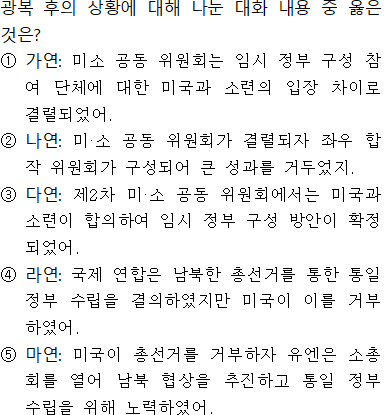 광복 후의 상황에 대해 나눈 대화 내용 중 옳은
것은?
① 가연: 미소 공동 위원회는 임시 정부 구성 참
여 단체에 대한 미국과 소련의 입장 차이로
결렬되었어.
② 나연: 미·소 공동 위원회가 결렬되자 좌우 합
작 위원회가 구성되어 큰 성과를 거두었지.
③ 다연: 제2차 미·소 공동 위원회에서는 미국과
소련이 합의하여 임시 정부 구성 방안이 확정
되었어.
④ 라연: 국제 연합은 남북한 총선거를 통한 통일
정부 수립을 결의하였지만 미국이 이를 거부
하였어.
⑤ 마연: 미국이 총선거를 거부하자 유엔은 소총
회를 열어 남북 협상을 추진하고 통일 정부
수립을 위해 노력하였어.